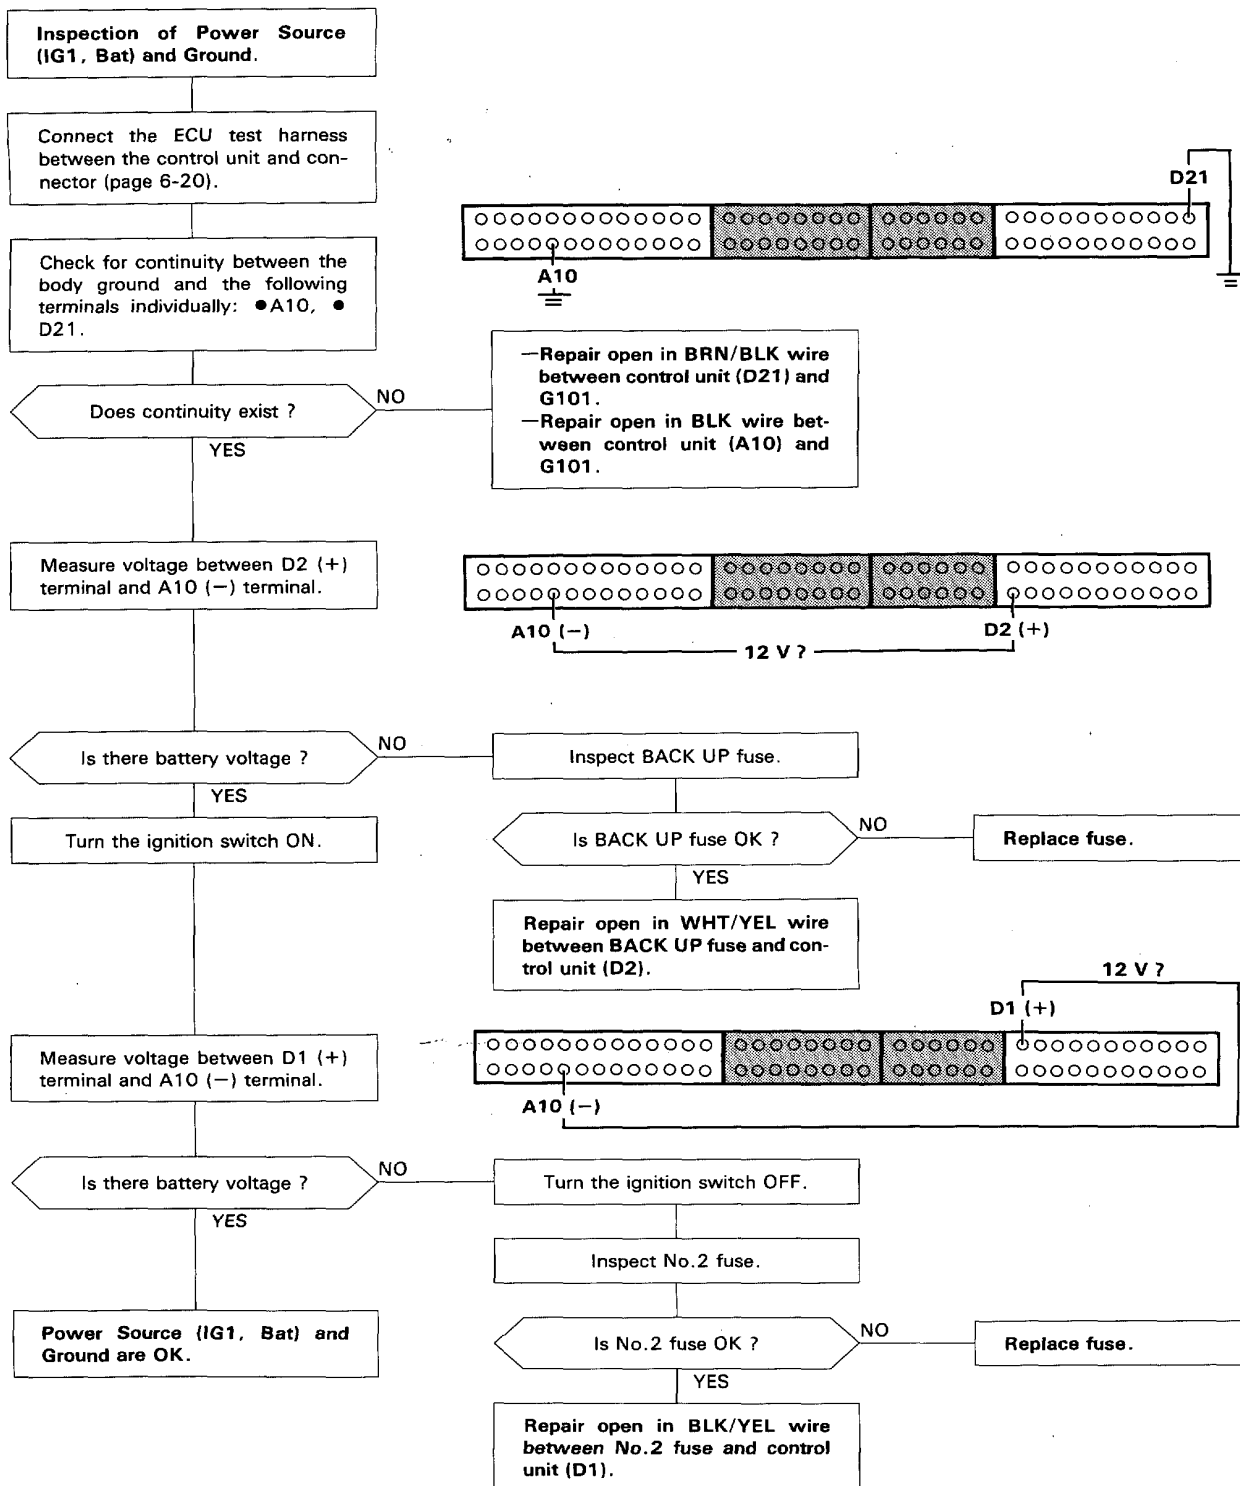 Inspection of Power Source
(IG1, Bat) and Ground.
Connect the ECU test harness
between the control unit and con-
nector (page 6-20).
D21
A10
Check for continuity between the
body ground and the following
terminals individually: ●A10, ●
D21.
Does continuity exist ?
NO
YES
—Repair open in BRN/BLK wire
between control unit (D21) and
G101.
—Repair open in BLK wire bet-
ween control unit (A10) and
G101.
Measure voltage between D2 (+)
terminal and A10 (−) terminal.
A10 (−)
D2 (+)
12 V ?
Is there battery voltage ?
NO
YES
Inspect BACK UP fuse.
Turn the ignition switch ON.
Is BACK UP fuse OK ?
NO
Replace fuse.
YES
Repair open in WHT/YEL wire
between BACK UP fuse and con-
trol unit (D2).
12 V ?
D1 (+)
Measure voltage between D1 (+)
terminal and A10 (−) terminal.
A10 (−)
Is there battery voltage ?
NO
YES
Turn the ignition switch OFF.
Inspect No.2 fuse.
Power Source (IG1, Bat) and
Ground are OK.
Is No.2 fuse OK ?
NO
Replace fuse.
YES
Repair open in BLK/YEL wire
between No.2 fuse and control
unit (D1).